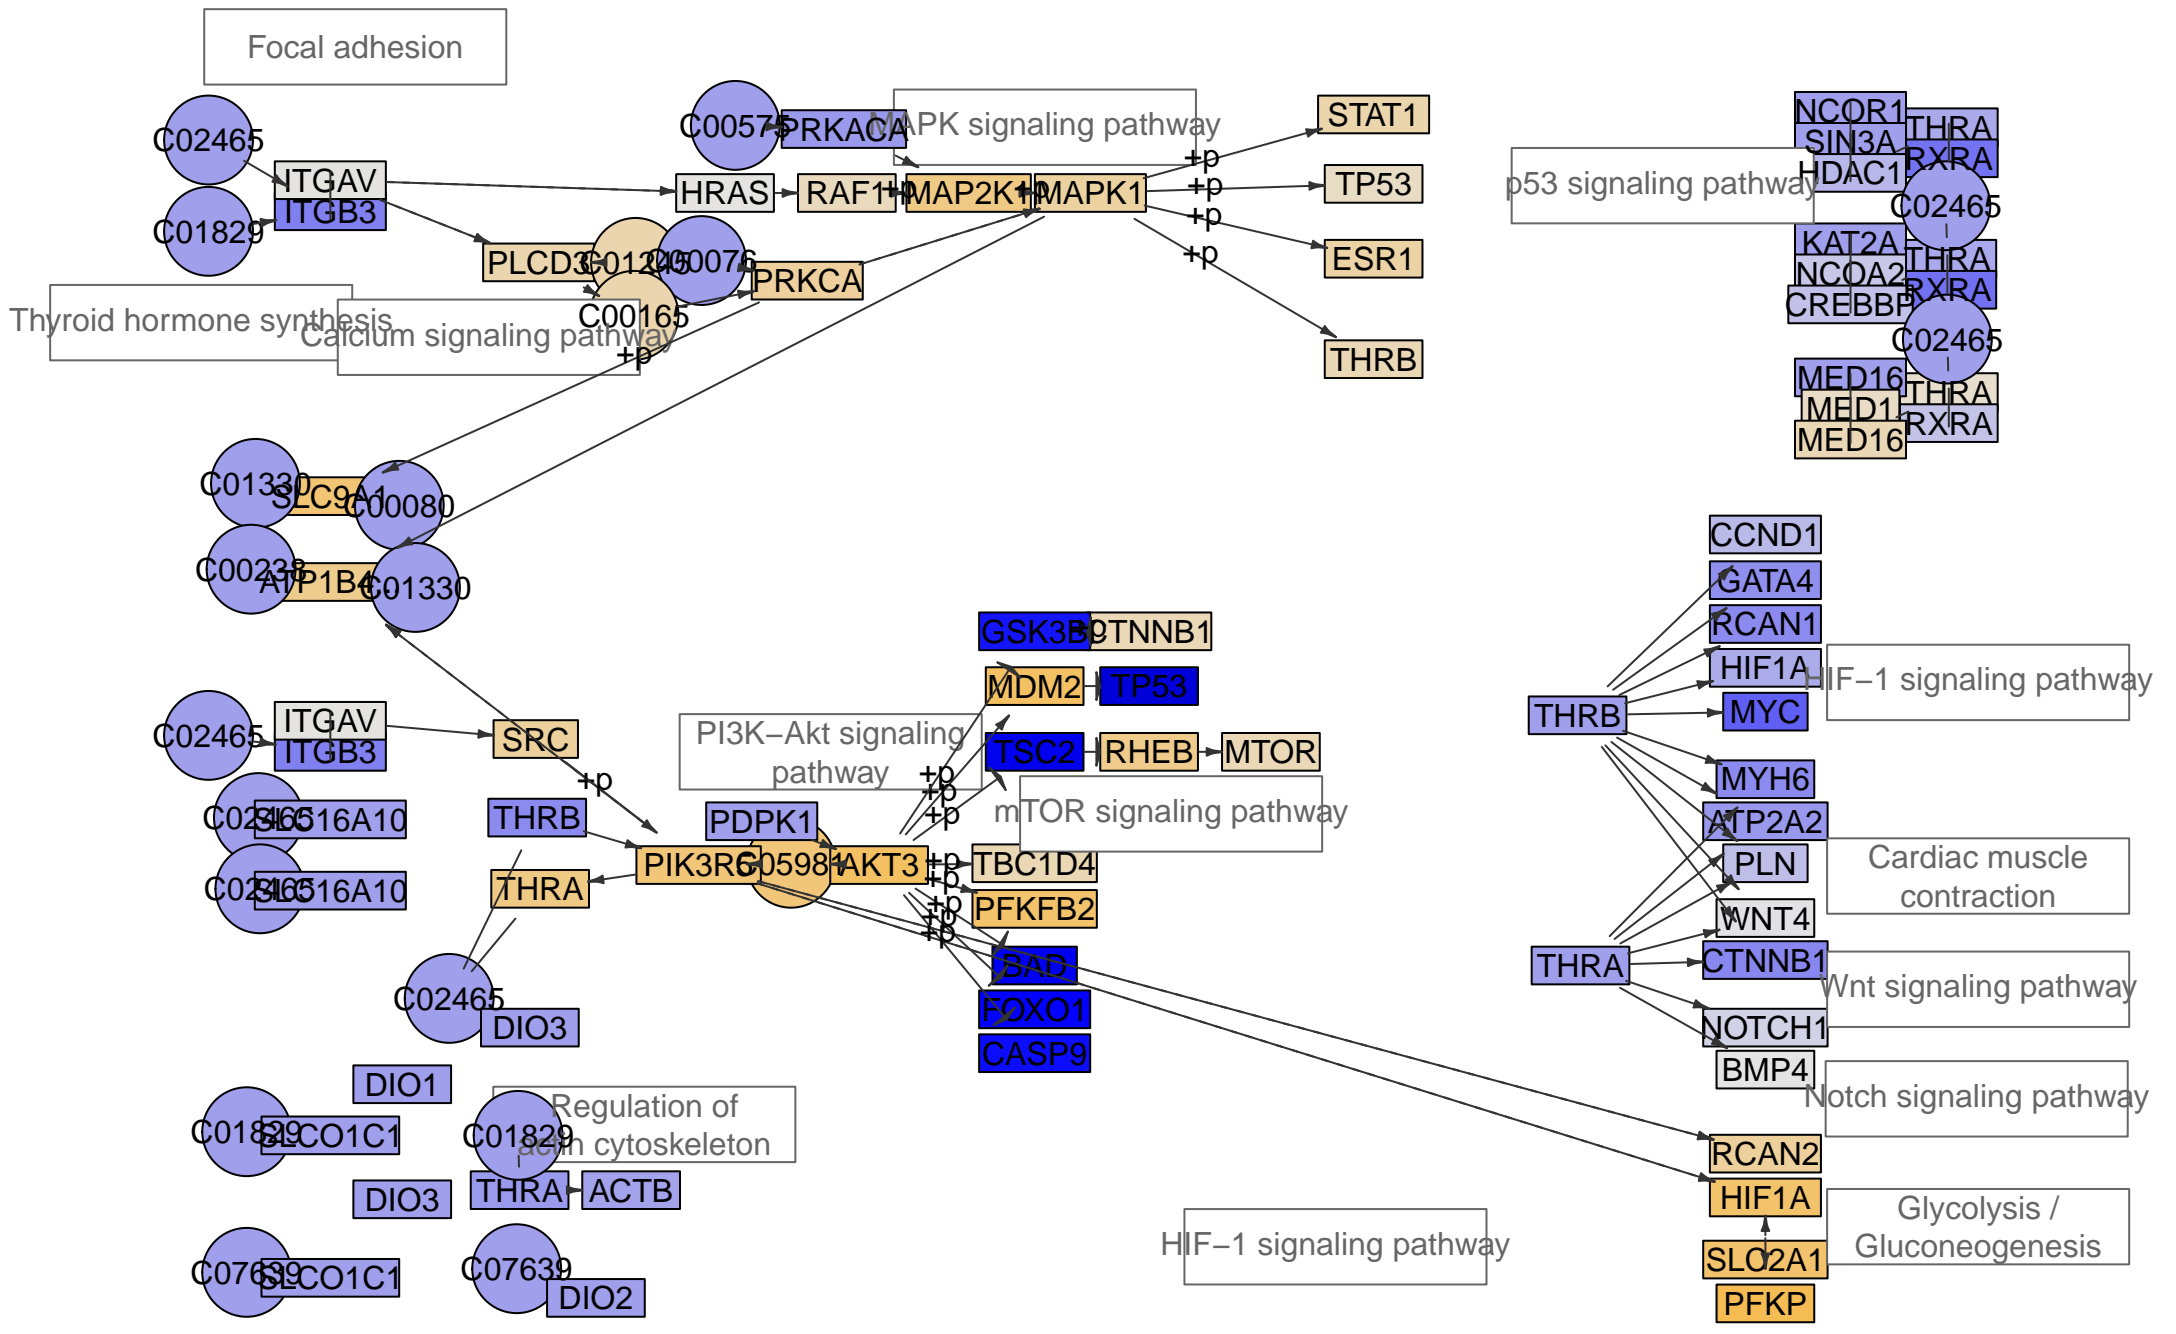 Focal adhesion
C02465
C01829
ITGAV
ITGB3
C00575
PRKACA
MAPK signaling pathway
HRAS
RAF1
+p
MAP2K1
+p
MAPK1
+p
+p
+p
+p
STAT1
TP53
ESR1
THRB
PLCD3
C01245
C00076
C00165
PRKCA
Thyroid hormone synthesis
Calcium signaling pathway
+p
p53 signaling pathway
NCOR1
SIN3A
HDAC1
THRA
RXRA
C02465
KAT2A
NCOA2
CREBBP
THRA
RXRA
C02465
MED16
MED1
MED16
THRA
RXRA
C01330
SLC9A1
C00080
C00238
ATP1B4...
C01330
CCND1
GATA4
RCAN1
HIF1A
MYC
HIF−1 signaling pathway
THRB
MYH6
ATP2A2
PLN
WNT4
CTNNB1
NOTCH1
BMP4
THRA
Cardiac muscle
contraction
Wnt signaling pathway
Notch signaling pathway
GSK3B
+p
CTNNB1
MDM2
TP53
TSC2
RHEB
MTOR
PI3K−Akt signaling
pathway
mTOR signaling pathway
C02465
ITGAV
ITGB3
SRC
+p
C02465
SLC16A10
C02465
SLC16A10
THRB
THRA
PIK3R6
PDPK1
C05981
AKT3
+p
+p
+p
+p
+p
+p
+p
+p
TBC1D4
PFKFB2
BAD
FOXO1
CASP9
C02465
DIO3
DIO1
C01829
SLCO1C1
DIO3
C07639
SLCO1C1
Regulation of
actin cytoskeleton
C01829
THRA
ACTB
C07639
DIO2
HIF−1 signaling pathway
RCAN2
HIF1A
SLC2A1
PFKP
Glycolysis /
Gluconeogenesis